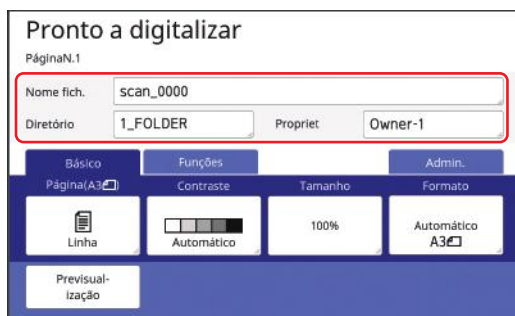 Pronto a digitalizar
PáginaN.1
Nome fich. scan_0000
Diretório 1_FOLDER Propriet Owner-1
Básico Funções Admin.
Página(A3) Contraste Tamanho Formato
Linha Automático 100% Automático
A3
Previsual-
ização